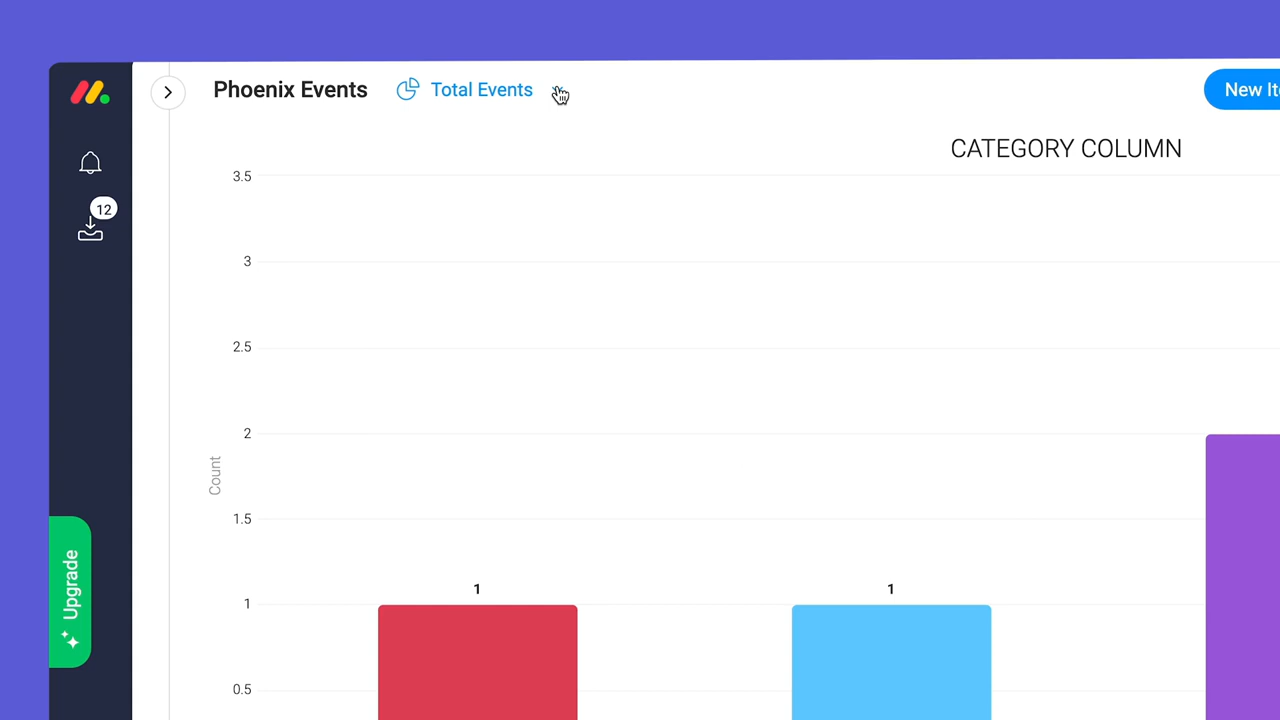 Phoenix Events
Total Events
New Ite
CATEGORY COLUMN
12
3.5
3
2.5
2
1.5
1
0.5
Count
1
1
Upgrade